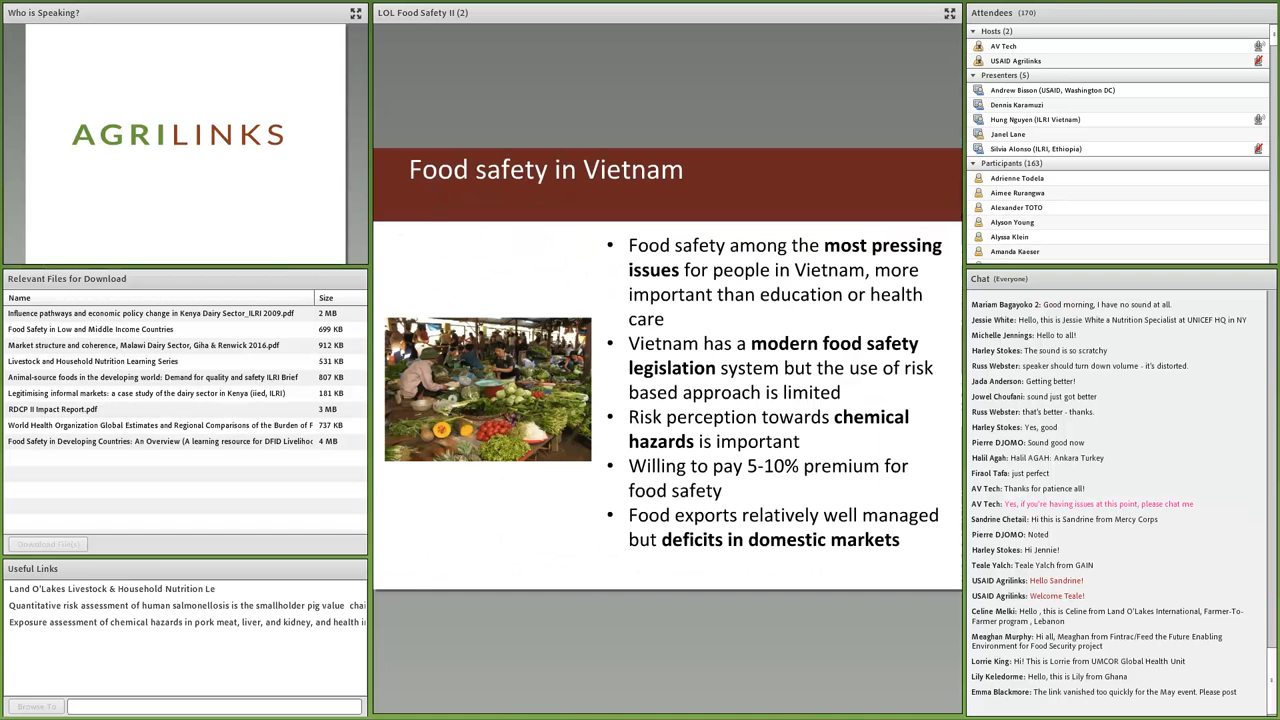 Who is Speaking?
AGRILINKS
Relevant Files for Download
Name Size
Influence pathways and economic policy change in Kenya Dairy Sector_ILRI 2009.pdf 2 MB
Food Safety in Low and Middle Income Countries 699 KB
Market structure and coherence, Malawi Dairy Sector, Giha & Renwick 2016.pdf 912 KB
Livestock and Household Nutrition Learning Series 531 KB
Animal-source foods in the developing world: Demand for quality and safety ILRI Brief 807 KB
Legitimising informal markets: a case study of the dairy sector in Kenya (iied, ILRI) 181 KB
RDCP II Impact Report.pdf 3 MB
World Health Organization Global Estimates and Regional Comparisons of the Burden of F 737 KB
Food Safety in Developing Countries: An Overview (A learning resource for DFID Livelihoo 4 MB
Download File(s)
Useful Links
Land O'Lakes Livestock & Household Nutrition Le
Quantitative risk assessment of human salmonellosis is the smallholder pig value chai
Exposure assessment of chemical hazards in pork meat, liver, and kidney, and health i
Browse To
LOL Food Safety II (2)
Food safety in Vietnam
• Food safety among the most pressing
issues for people in Vietnam, more
important than education or health
care
• Vietnam has a modern food safety
legislation system but the use of risk
based approach is limited
• Risk perception towards chemical
hazards is important
• Willing to pay 5-10% premium for
food safety
• Food exports relatively well managed
but deficits in domestic markets
Attendees (170)
Hosts (2)
AV Tech
USAID Agrilinks
Presenters (5)
Andrew Bisson (USAID, Washington DC)
Dennis Karamuzi
Hung Nguyen (ILRI Vietnam)
Janel Lane
Silvia Alonso (ILRI, Ethiopia)
Participants (163)
Adrienne Todela
Aimee Rurangwa
Alexander TOTO
Alyson Young
Alyssa Klein
Amanda Kaeser
Chat (Everyone)
Mariam Bagayoko 2: Good morning, I have no sound at all.
Jessie White: Hello, this is Jessie White a Nutrition Specialist at UNICEF HQ in NY
Michelle Jennings: Hello to all!
Harley Stokes: The sound is so scratchy
Russ Webster: speaker should turn down volume - it's distorted.
Jada Anderson: Getting better!
Jowel Choufani: sound just got better
Russ Webster: that's better - thanks.
Harley Stokes: Yes, good
Pierre DJOMO: Sound good now
Halil Agah: Halil AGAH: Ankara Turkey
Firaol Tafa: just perfect
AV Tech: Thanks for patience all!
AV Tech: Yes, if you're having issues at this point, please chat me
Sandrine Chetail: Hi this is Sandrine from Mercy Corps
Pierre DJOMO: Noted
Harley Stokes: Hi Jennie!
Teale Yalch: Teale Yalch from GAIN
USAID Agrilinks: Hello Sandrine!
USAID Agrilinks: Welcome Teale!
Celine Melki: Hello , this is Celine from Land O'Lakes International, Farmer-To-
Farmer program , Lebanon
Meaghan Murphy: Hi all, Meaghan from Fintrac/Feed the Future Enabling
Environment for Food Security project
Lorrie King: Hi! This is Lorrie from UMCOR Global Health Unit
Lily Keledorme: Hello, this is Lily from Ghana
Emma Blackmore: The link vanished too quickly for the May event. Please post